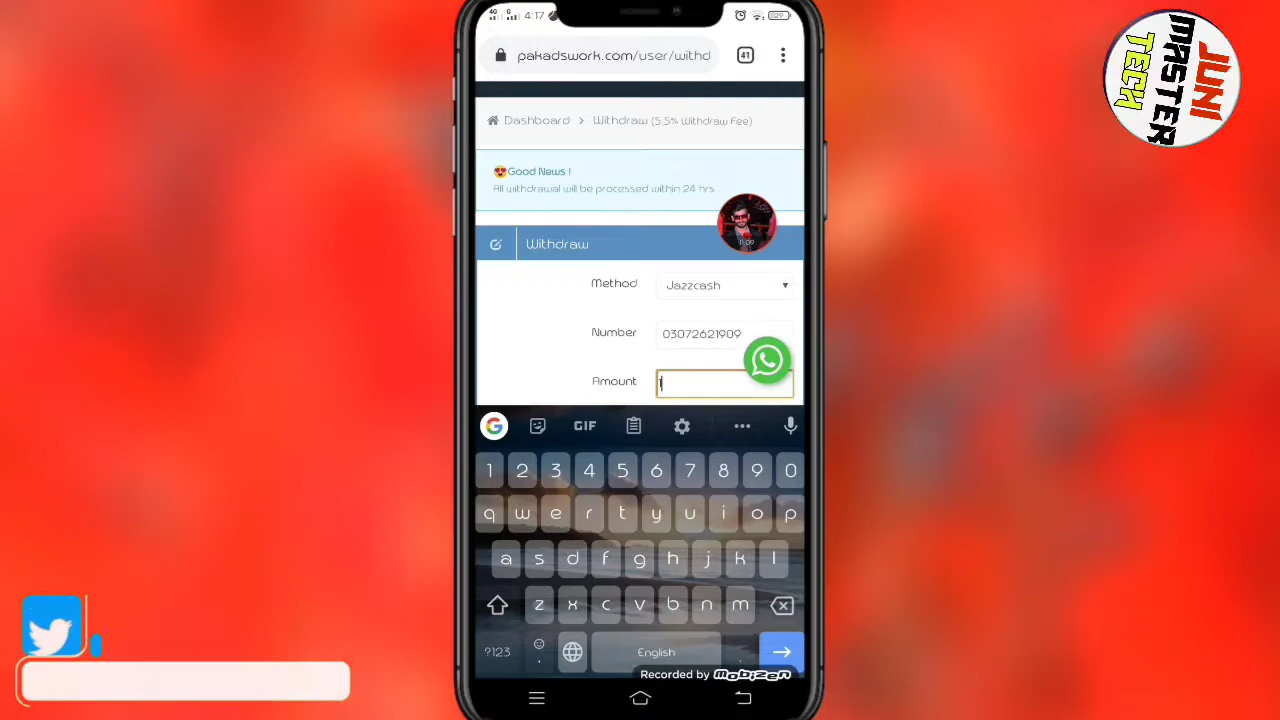 4G G 4:17
pakadswork.com/user/withd 41
JUNI
MASTER
TECH
Dashboard > Withdraw (5.5% Withdraw Fee)
😍Good News !
All withdrawal will be processed within 24 hrs
Withdraw
Method Jazzcash
Number 03072621909
Amount 1
G GIF
1 2 3 4 5 6 7 8 9 0
q w e r t y u i o p
a s d f g h j k l
z x c v b n m
?123 , English .
Recorded by MOBIZEN